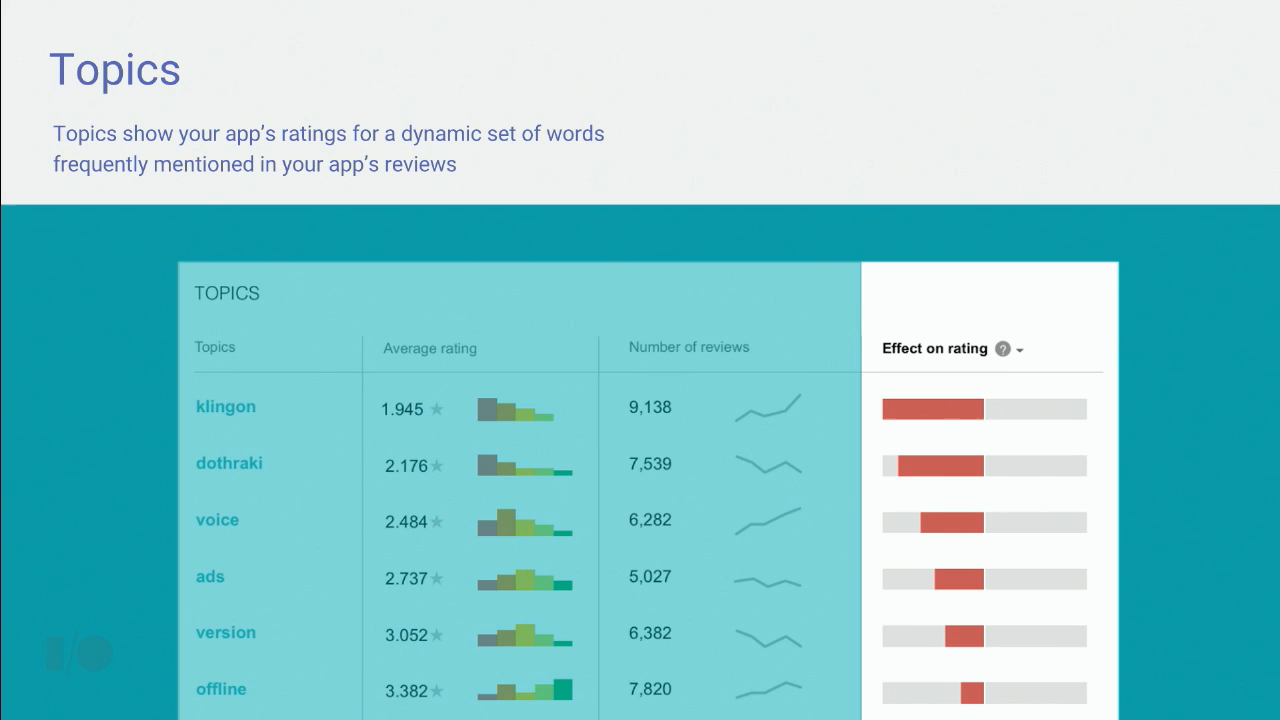 Topics
Topics show your app's ratings for a dynamic set of words
frequently mentioned in your app's reviews
TOPICS
Topics Average rating Number of reviews Effect on rating ?
klingon 1.945 ★ 9,138
dothraki 2.176 ★ 7,539
voice 2.484 ★ 6,282
ads 2.737 ★ 5,027
version 3.052 ★ 6,382
offline 3.382 ★ 7,820
I/O